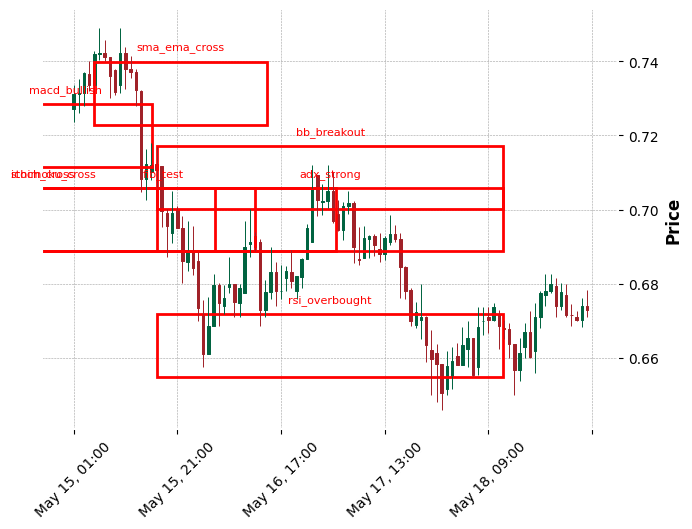 sma_ema_cross
macd_bullish
bb_breakout
adx_strong
rsi_overbought
0.74
0.72
0.70
0.68
0.66
Price
May 15, 01:00
May 15, 21:00
May 16, 17:00
May 17, 13:00
May 18, 09:00